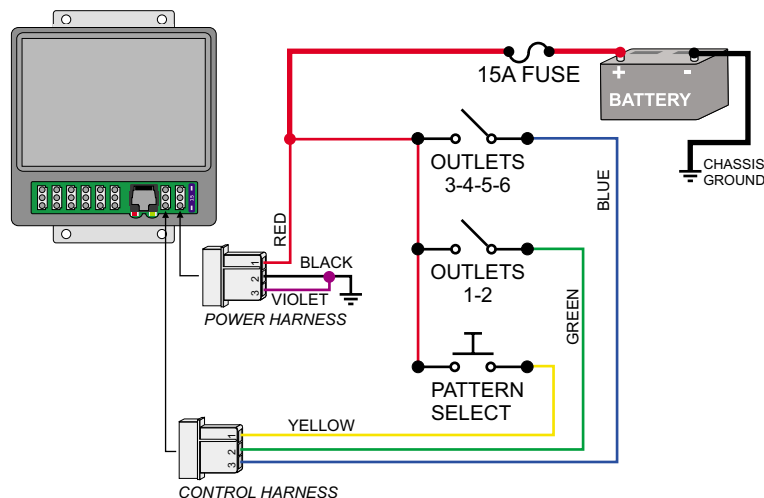 15A FUSE
+ -
BATTERY
CHASSIS
GROUND
OUTLETS
3-4-5-6
BLUE
RED
BLACK
VIOLET
1
2
3
POWER HARNESS
OUTLETS
1-2
GREEN
PATTERN
SELECT
YELLOW
1
2
3
CONTROL HARNESS